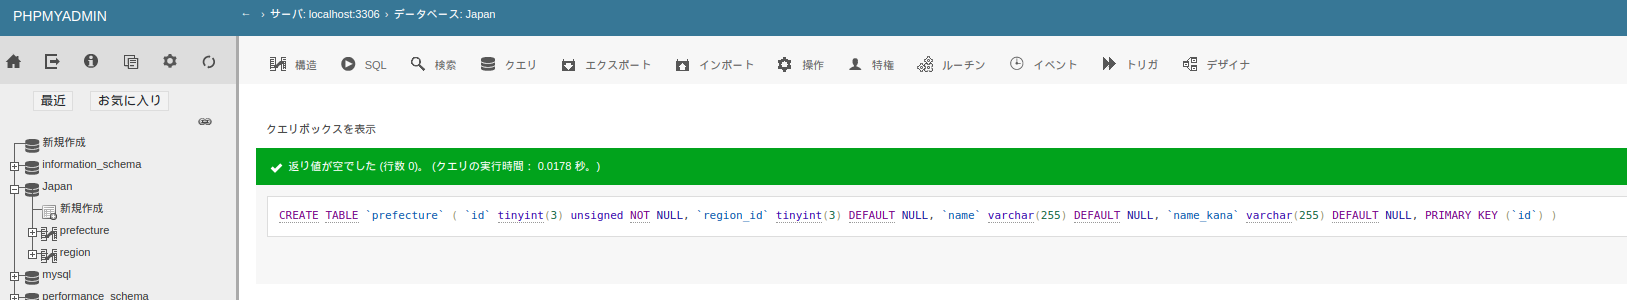 PHPMYADMIN
← › サーバ: localhost:3306 › データベース: Japan
構造 SQL 検索 クエリ エクスポート インポート 操作 特権 ルーチン イベント トリガ デザイナ
最近 お気に入り
新規作成
information_schema
Japan
新規作成
prefecture
region
mysql
performance_schema
クエリボックスを表示
返り値が空でした (行数 0)。 (クエリの実行時間： 0.0178 秒。)
CREATE TABLE `prefecture` ( `id` tinyint(3) unsigned NOT NULL, `region_id` tinyint(3) DEFAULT NULL, `name` varchar(255) DEFAULT NULL, `name_kana` varchar(255) DEFAULT NULL, PRIMARY KEY (`id`) )